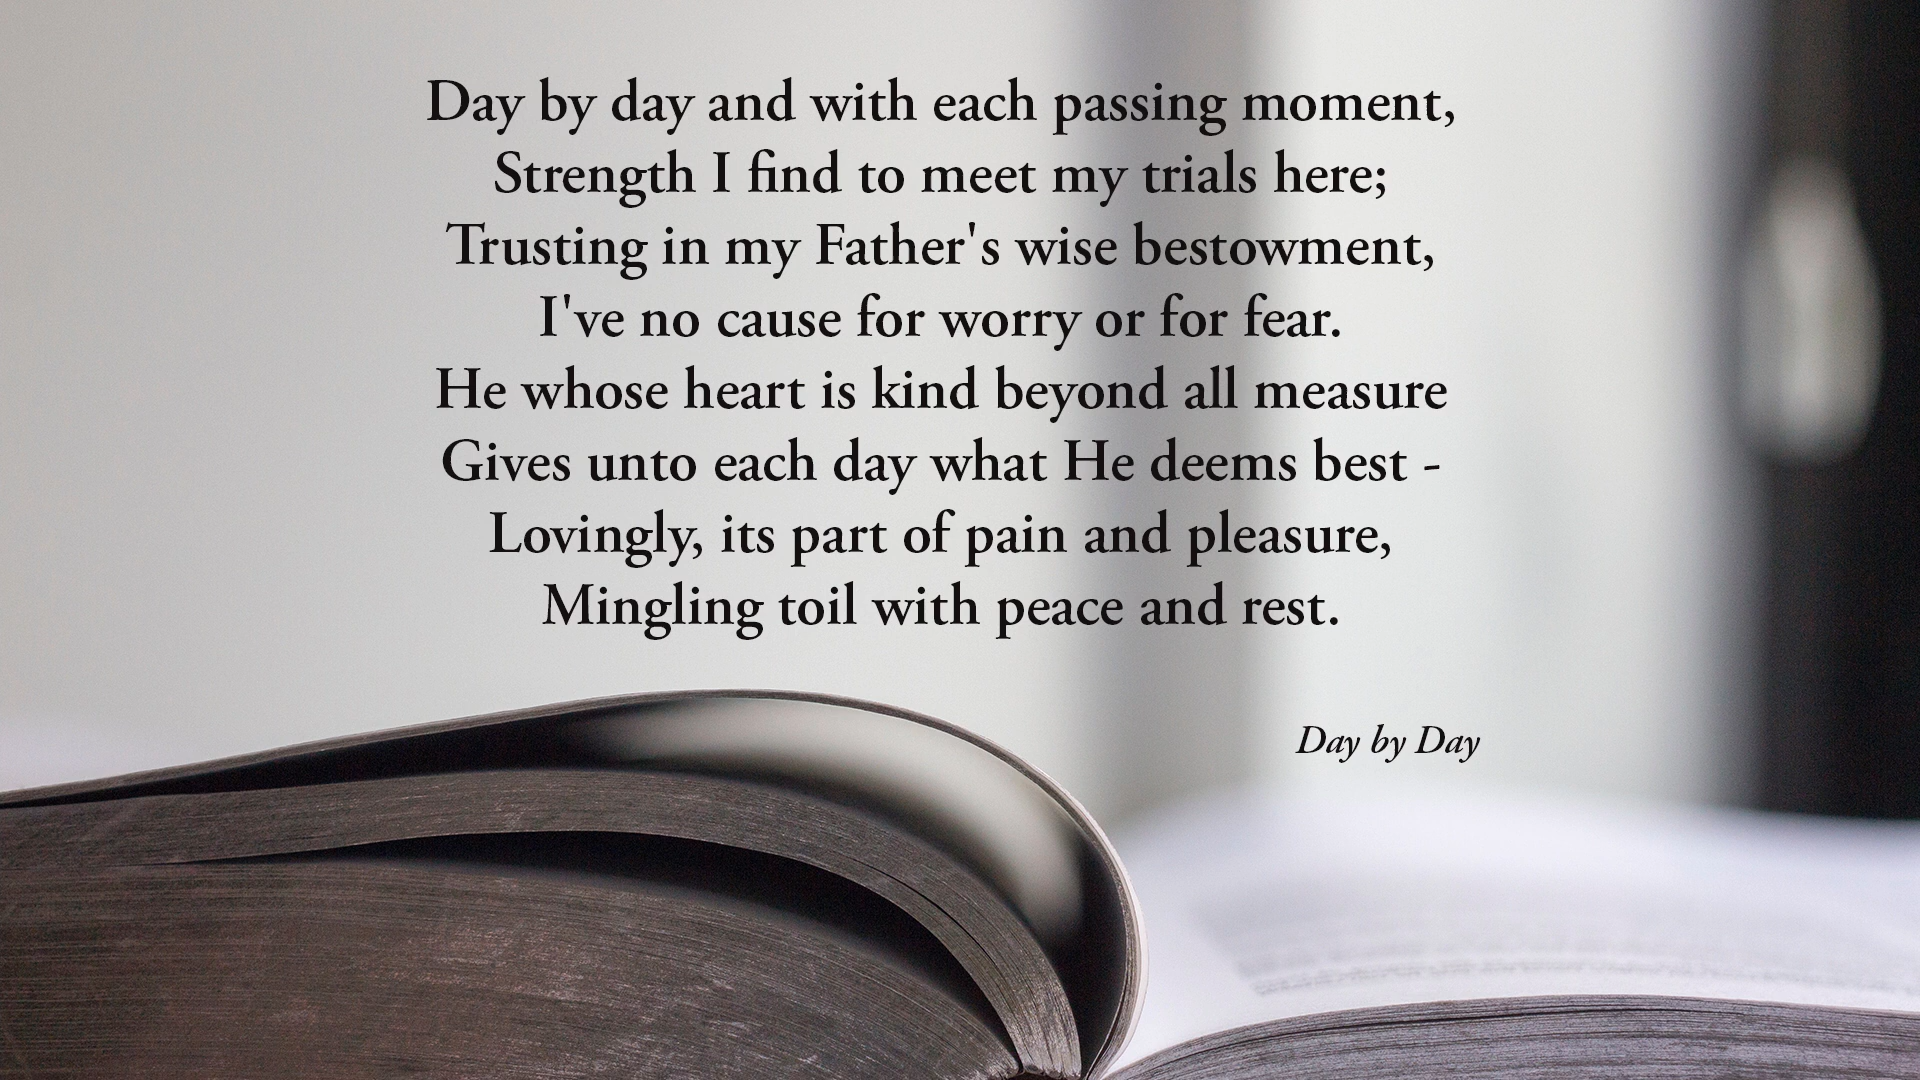 Day by day and with each passing moment,
Strength I find to meet my trials here;
Trusting in my Father's wise bestowment,
I've no cause for worry or for fear.
He whose heart is kind beyond all measure
Gives unto each day what He deems best -
Lovingly, its part of pain and pleasure,
Mingling toil with peace and rest.
Day by Day